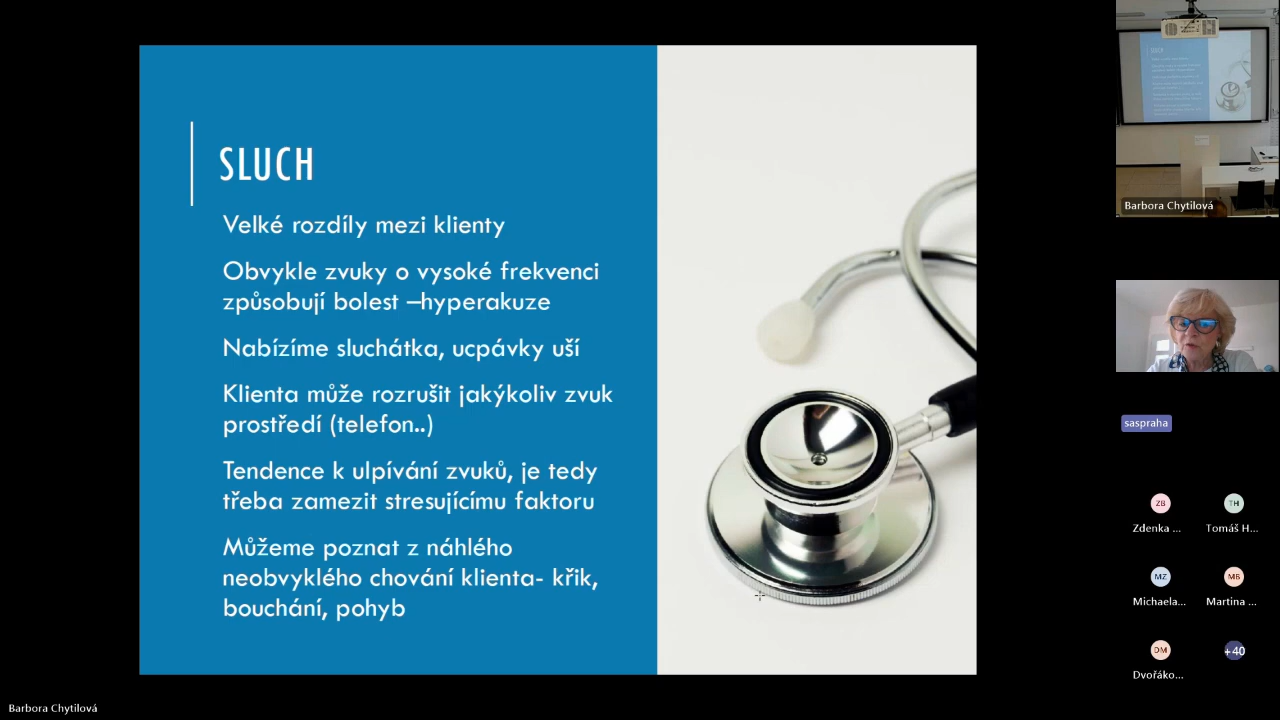 SLUCH
Velké rozdíly mezi klienty
Obvykle zvuky o vysoké frekvenci
způsobují bolest –hyperakuze
Nabízíme sluchátka, ucpávky uší
Klienta může rozrušit jakýkoliv zvuk
prostředí (telefon..)
Tendence k ulpívání zvuků, je tedy
třeba zamezit stresujícímu faktoru
Můžeme poznat z náhlého
neobvyklého chování klienta- křik,
bouchání, pohyb
Barbora Chytilová
saspraha
ZB
TH
Zdenka ...
Tomáš H...
MZ
MB
Michaela...
Martina ...
DM
+40
Dvořáko...
Barbora Chytilová